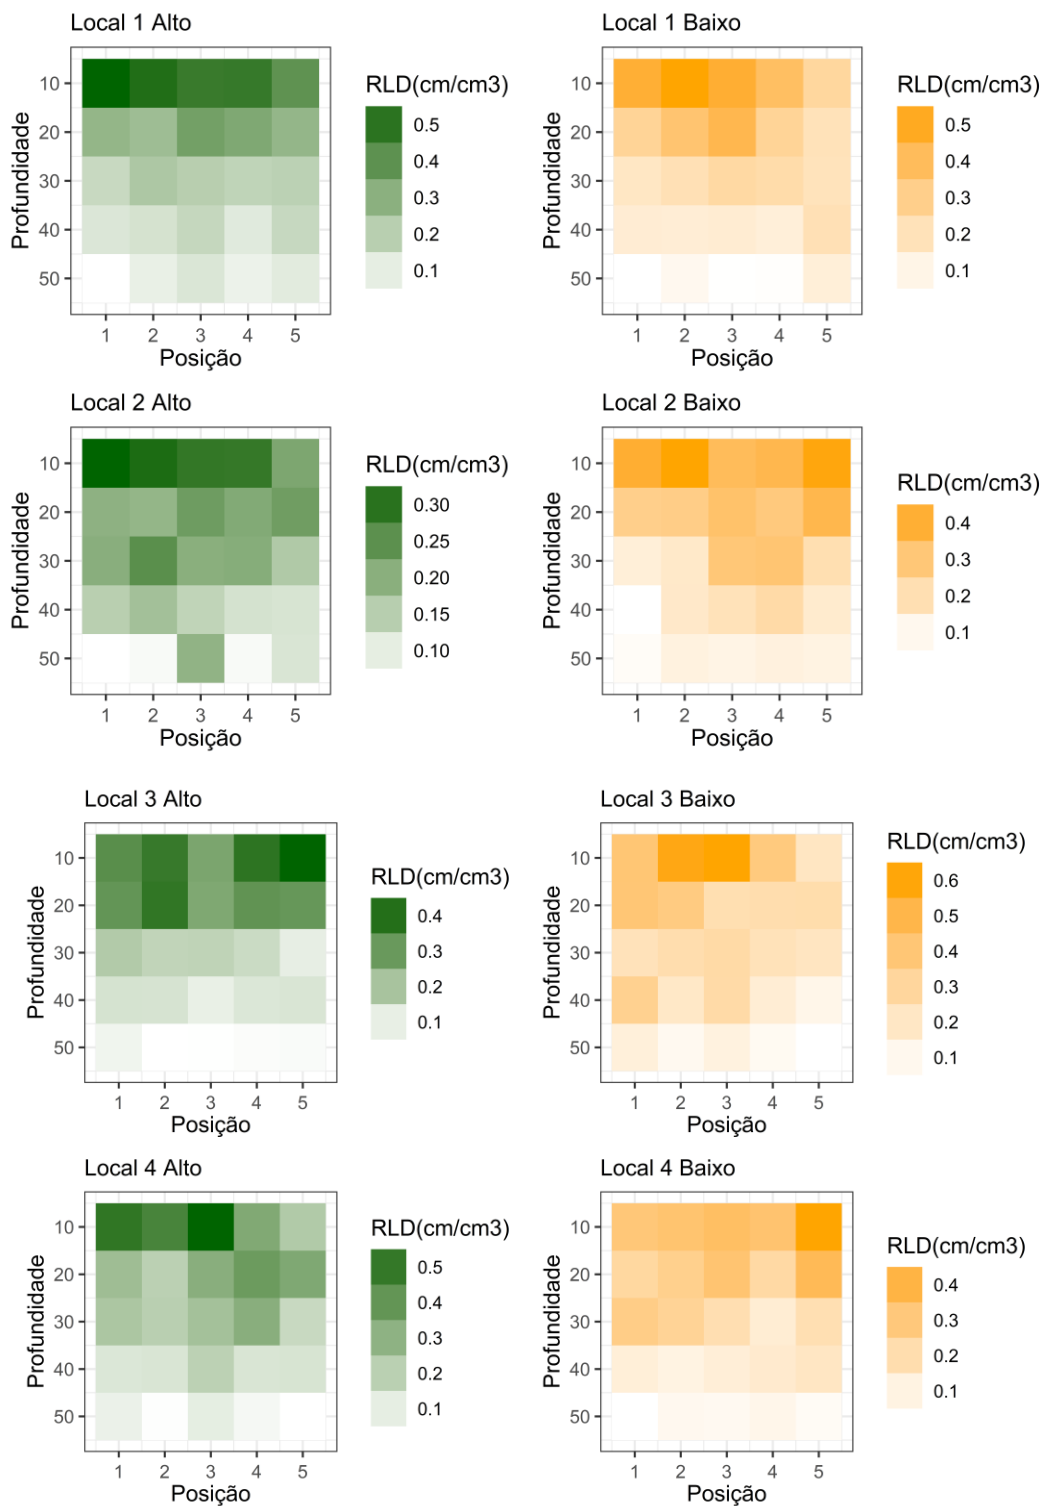 Local 1 Alto
Profundidade
10
20
30
40
50
1 2 3 4 5
Posição
RLD(cm/cm3)
0.5
0.4
0.3
0.2
0.1
Local 1 Baixo
Profundidade
10
20
30
40
50
1 2 3 4 5
Posição
RLD(cm/cm3)
0.5
0.4
0.3
0.2
0.1
Local 2 Alto
Profundidade
10
20
30
40
50
1 2 3 4 5
Posição
RLD(cm/cm3)
0.30
0.25
0.20
0.15
0.10
Local 2 Baixo
Profundidade
10
20
30
40
50
1 2 3 4 5
Posição
RLD(cm/cm3)
0.4
0.3
0.2
0.1
Local 3 Alto
Profundidade
10
20
30
40
50
1 2 3 4 5
Posição
RLD(cm/cm3)
0.4
0.3
0.2
0.1
Local 3 Baixo
Profundidade
10
20
30
40
50
1 2 3 4 5
Posição
RLD(cm/cm3)
0.6
0.5
0.4
0.3
0.2
0.1
Local 4 Alto
Profundidade
10
20
30
40
50
1 2 3 4 5
Posição
RLD(cm/cm3)
0.5
0.4
0.3
0.2
0.1
Local 4 Baixo
Profundidade
10
20
30
40
50
1 2 3 4 5
Posição
RLD(cm/cm3)
0.4
0.3
0.2
0.1